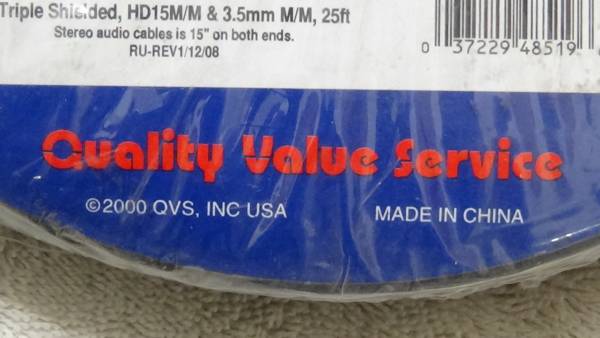 Triple Shielded, HD15M/M & 3.5mm M/M, 25ft
Stereo audio cables is 15" on both ends.
RU-REV1/12/08
0 37229 48519
Quality Value Service
©2000 QVS, INC USA
MADE IN CHINA